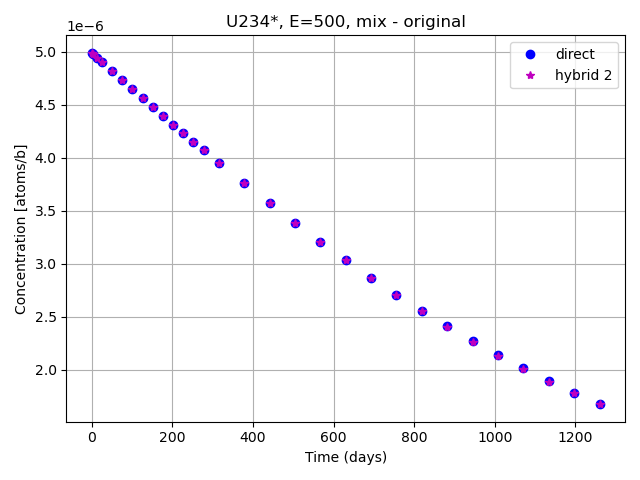 U234*, E=500, mix - original
1e−6
direct
hybrid 2
Concentration [atoms/b]
5.0
4.5
4.0
3.5
3.0
2.5
2.0
0 200 400 600 800 1000 1200
Time (days)